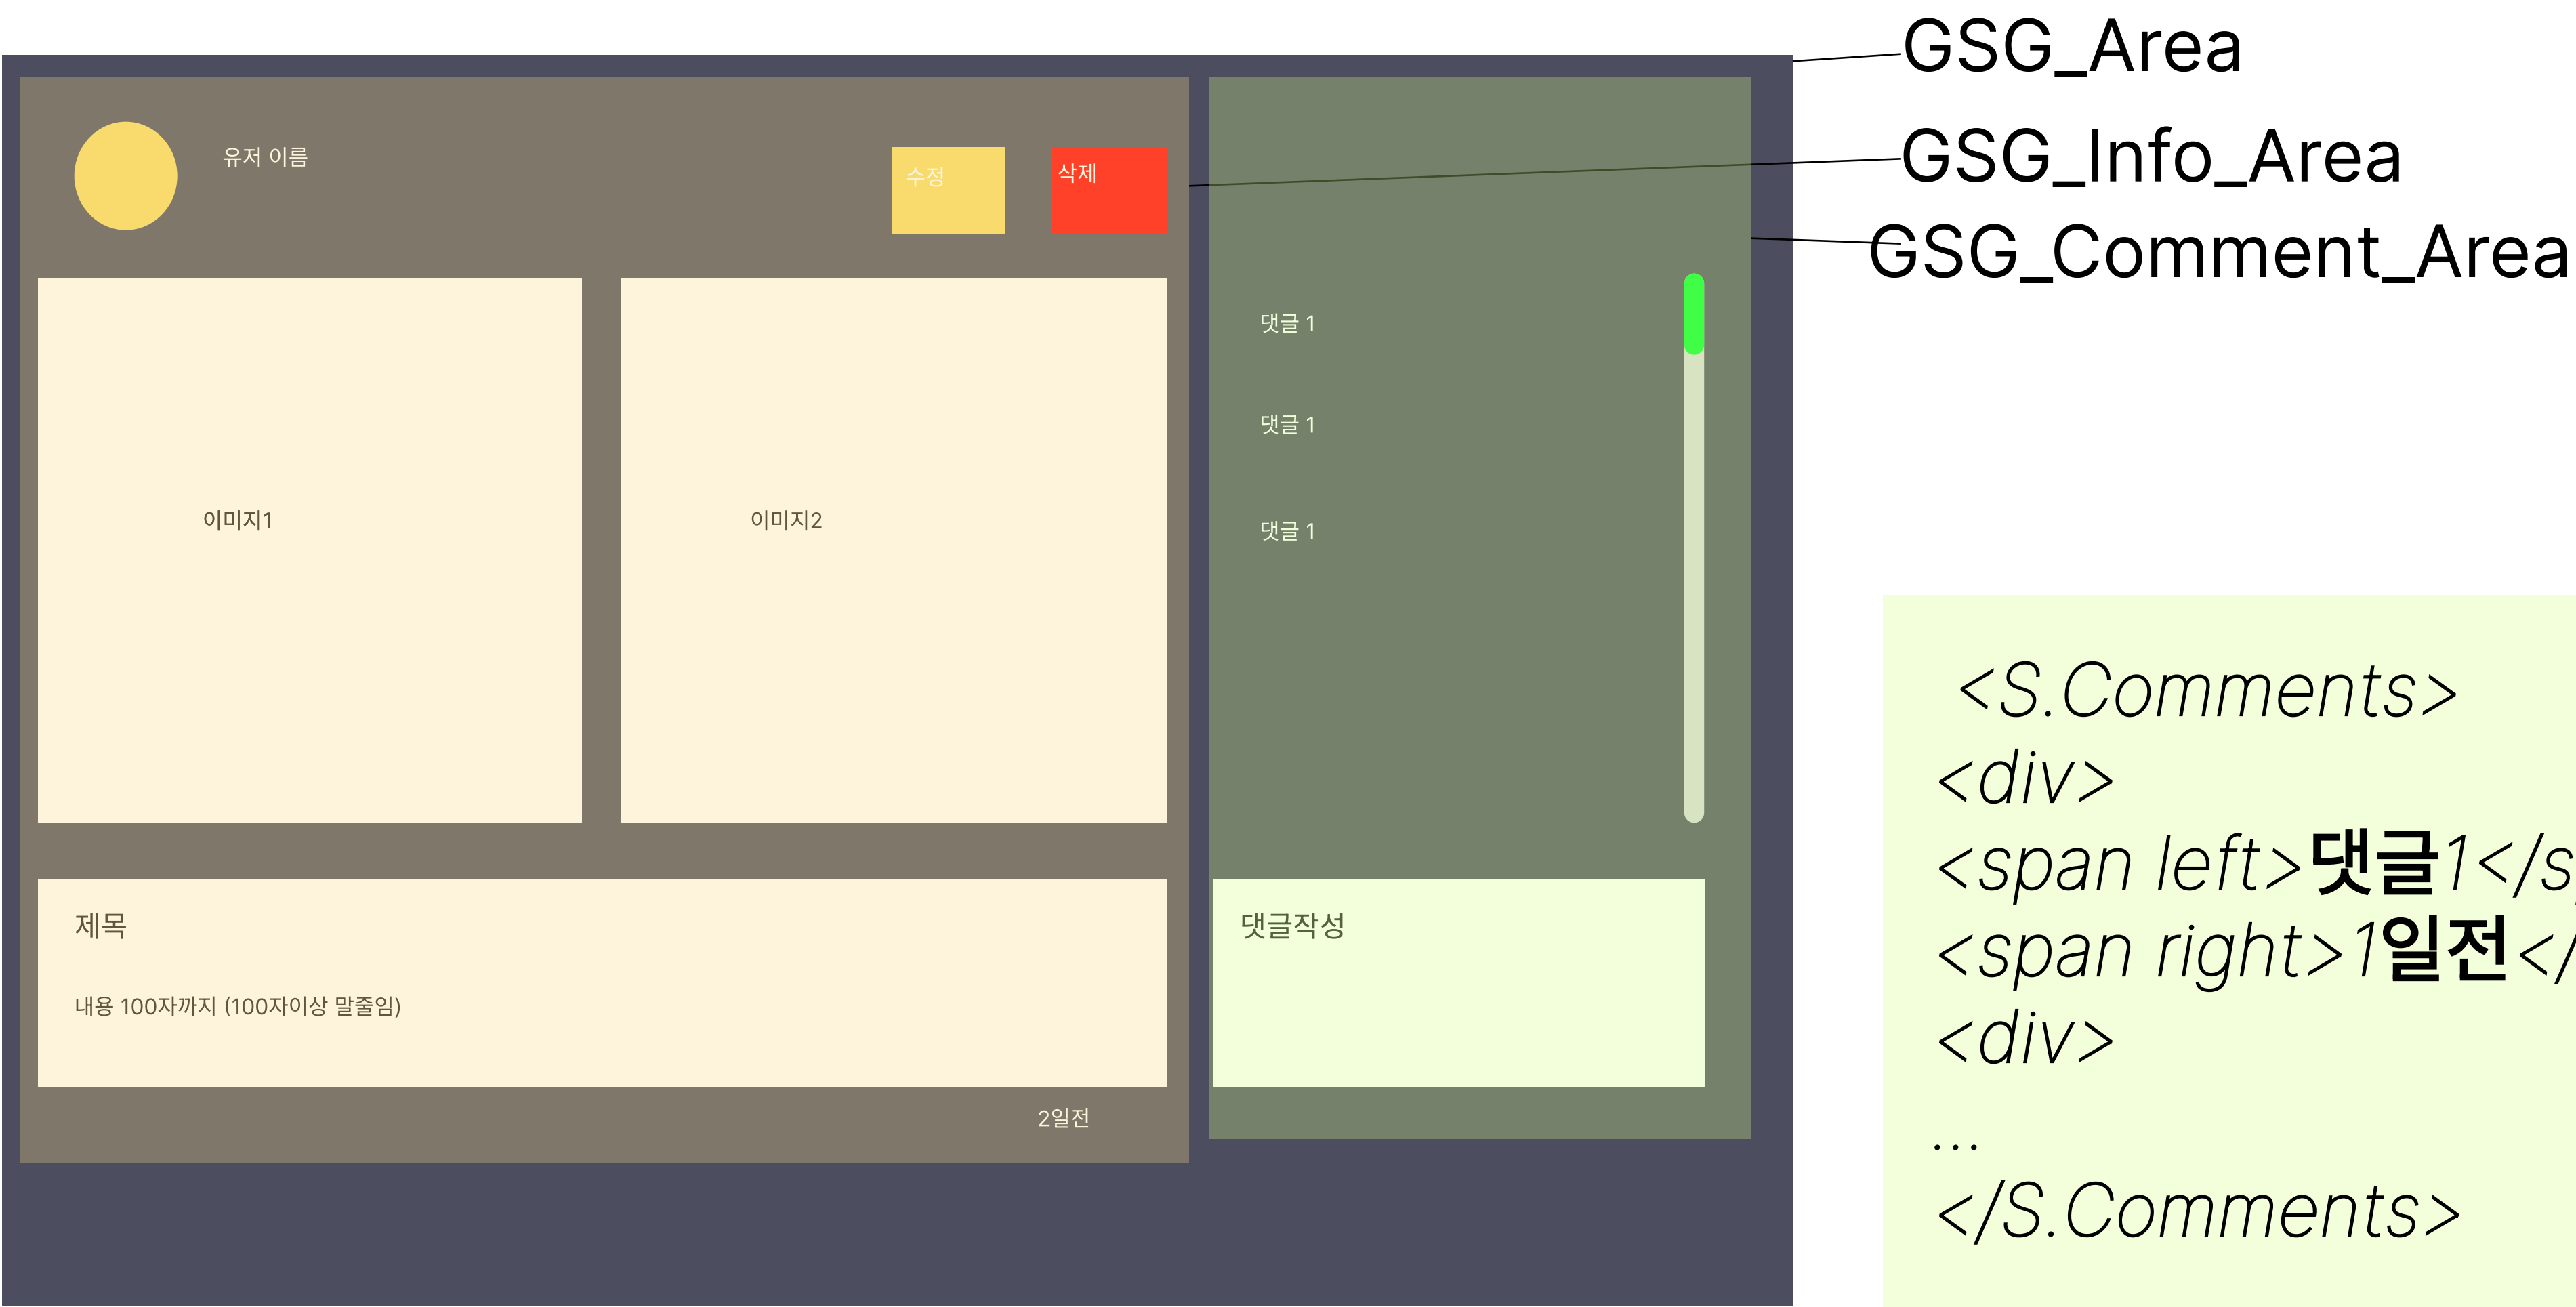 GSG_Area
GSG_Info_Area
GSG_Comment_Area
유저 이름
수정
삭제
이미지1
이미지2
제목
내용 100자까지 (100자이상 말줄임)
2일전
댓글 1
댓글 1
댓글 1
댓글작성
<S.Comments>
<div>
<span left>댓글1</s
<span right>1일전</
<div>
...
</S.Comments>